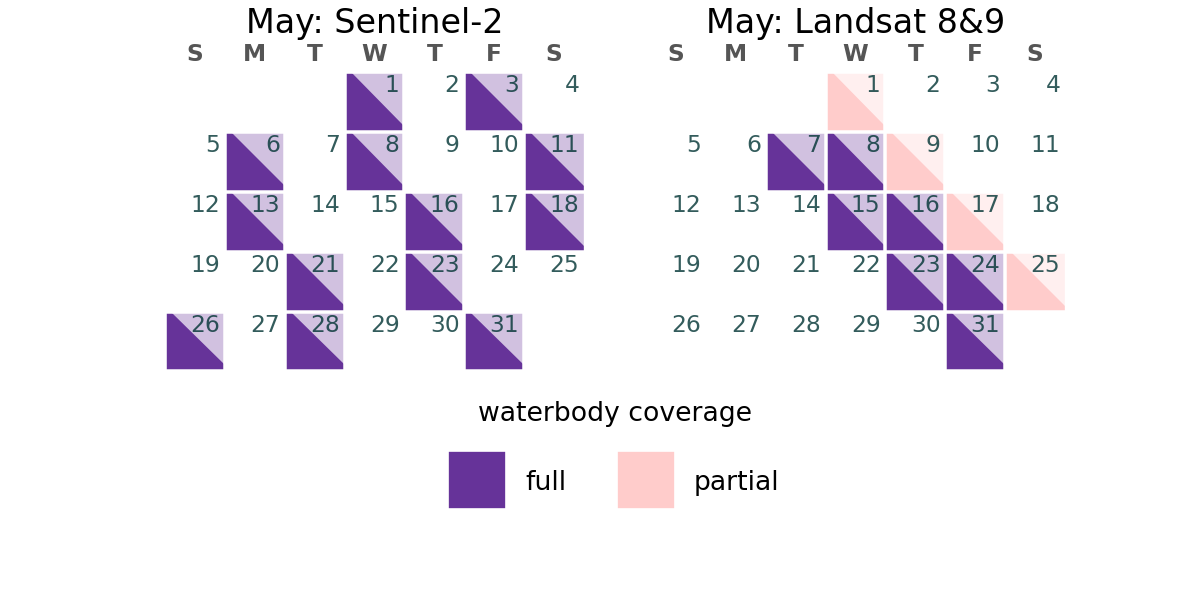 May: Sentinel-2
S M T W T F S
1 2 3 4
5 6 7 8 9 10 11
12 13 14 15 16 17 18
19 20 21 22 23 24 25
26 27 28 29 30 31
May: Landsat 8&9
S M T W T F S
1 2 3 4
5 6 7 8 9 10 11
12 13 14 15 16 17 18
19 20 21 22 23 24 25
26 27 28 29 30 31
waterbody coverage
full partial